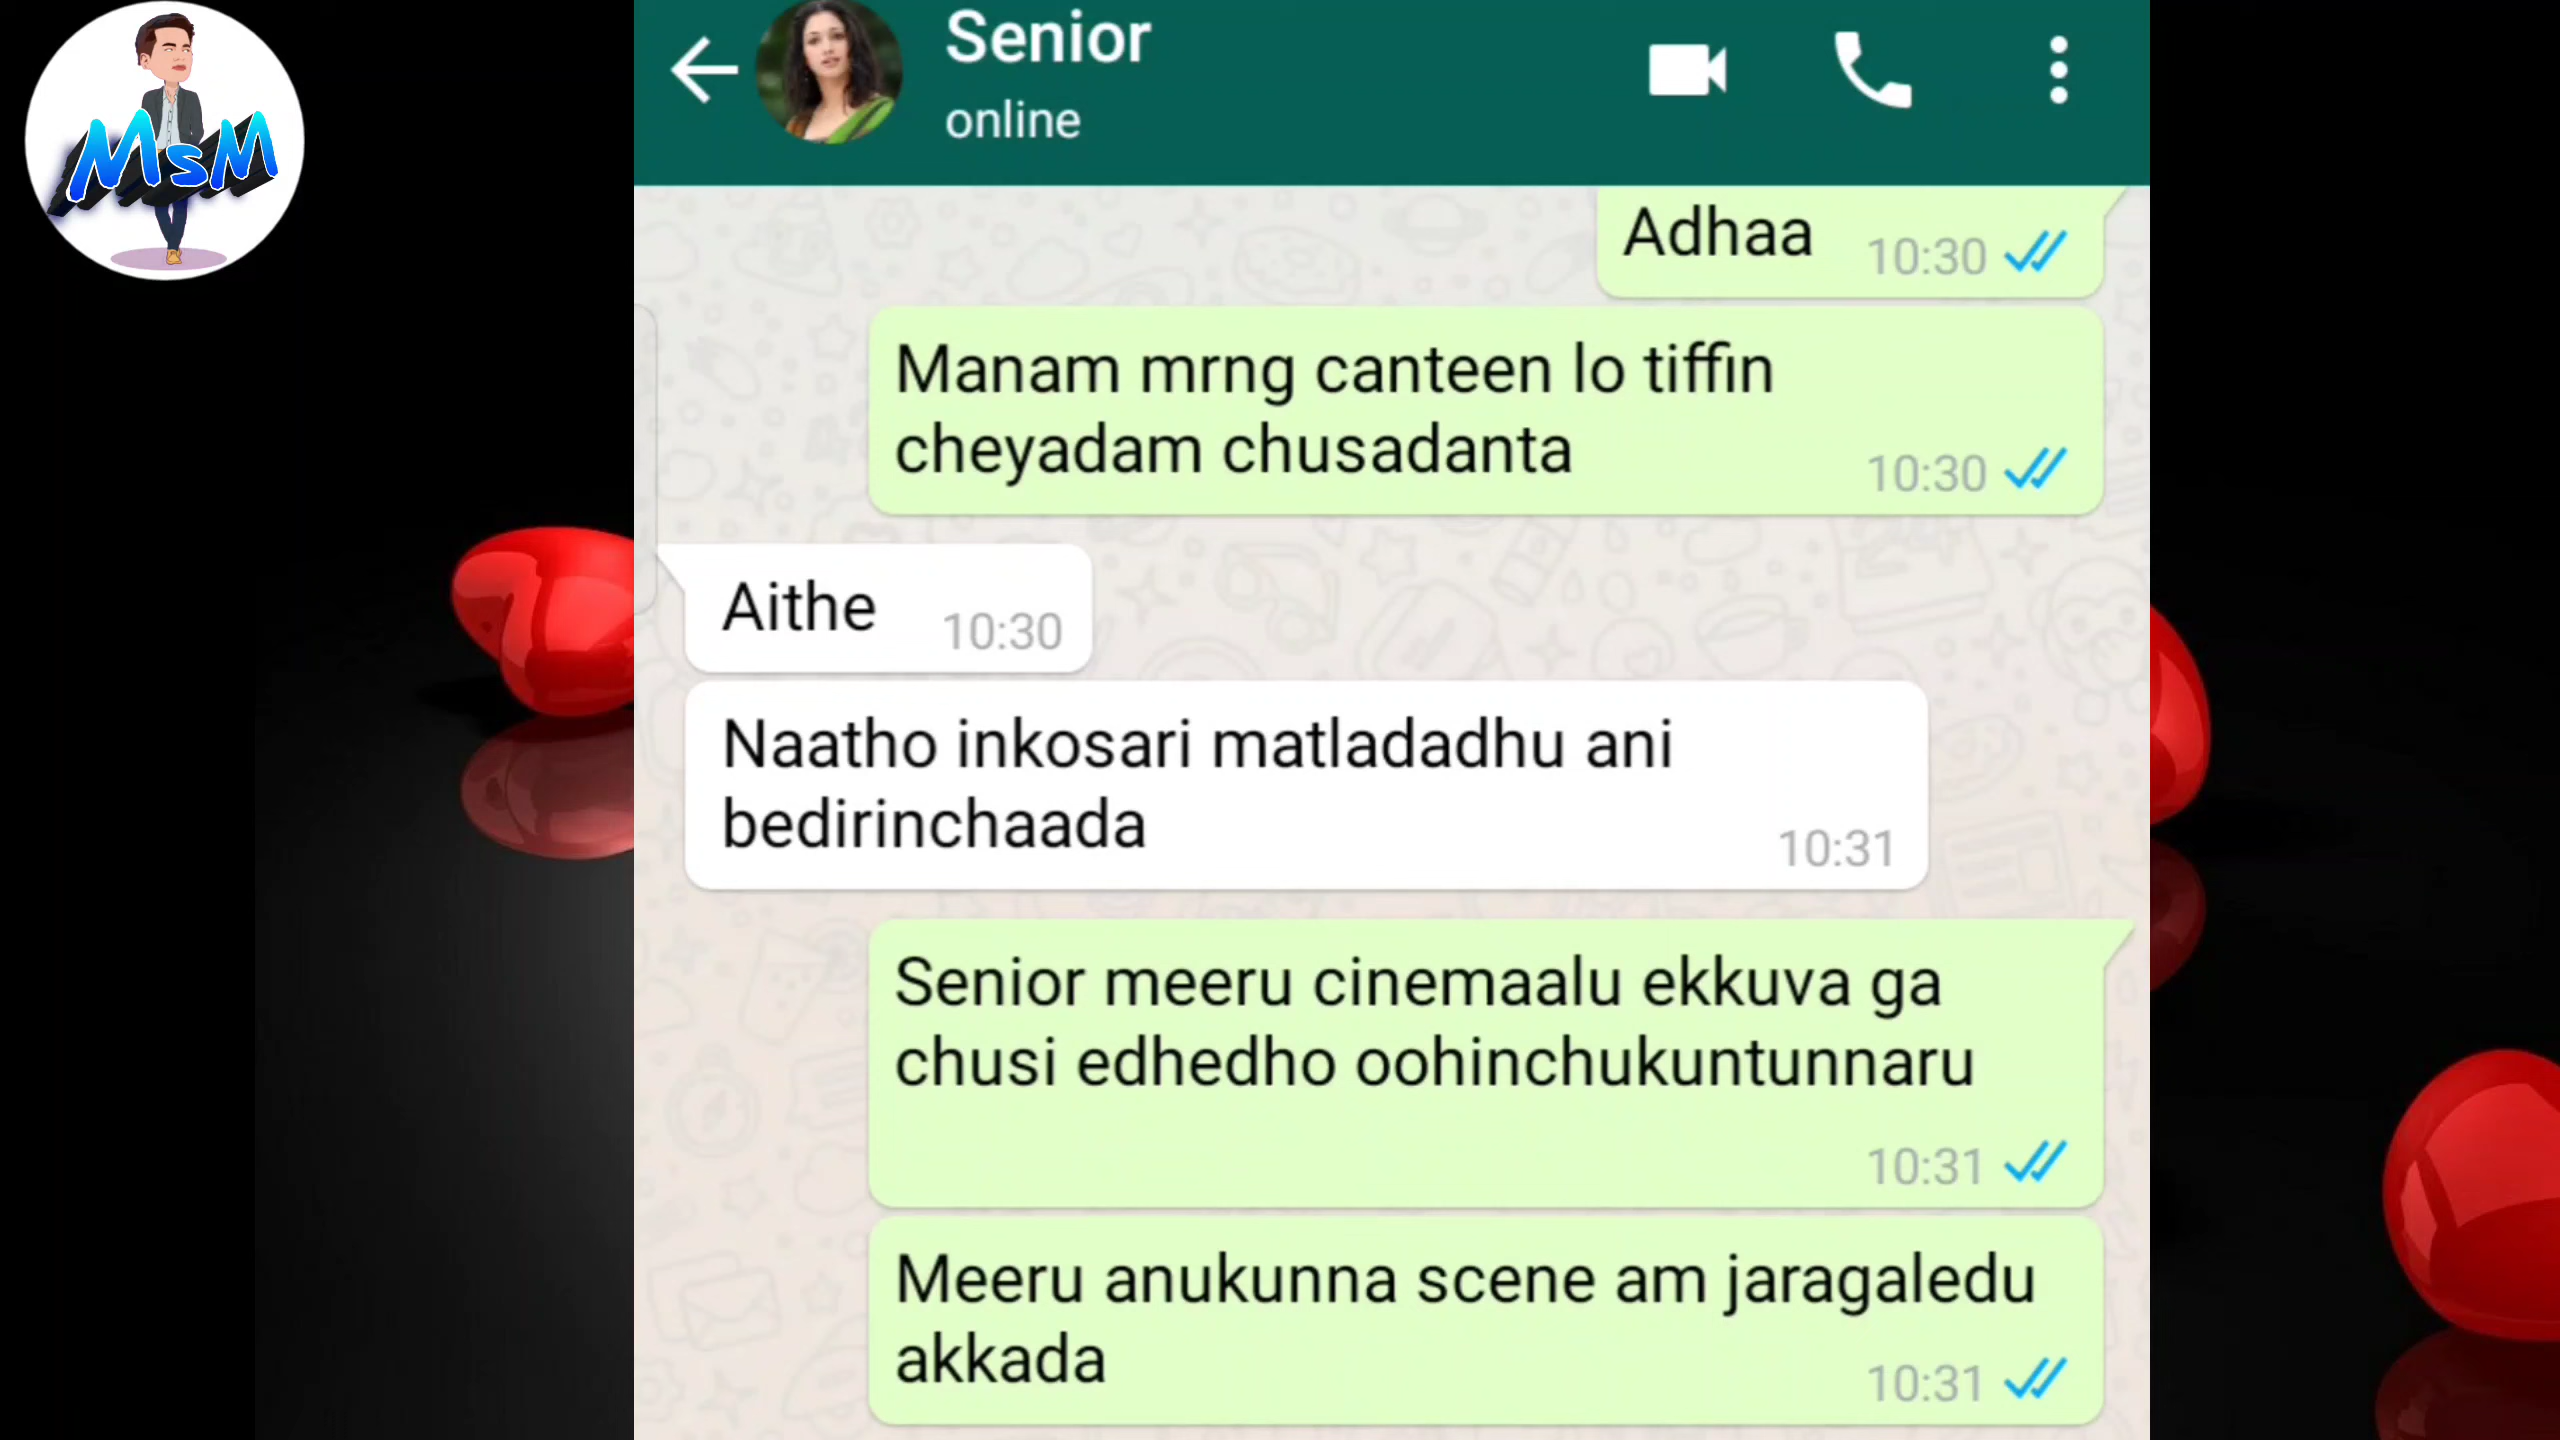 MsM
Senior
online
Adhaa
10:30
Manam mrng canteen lo tiffin
cheyadam chusadanta
10:30
Aithe
10:30
Naatho inkosari matladadhu ani
bedirinchaada
10:31
Senior meeru cinemaalu ekkuva ga
chusi edhedho oohinchukuntunnaru
10:31
Meeru anukunna scene am jaragaledu
akkada
10:31